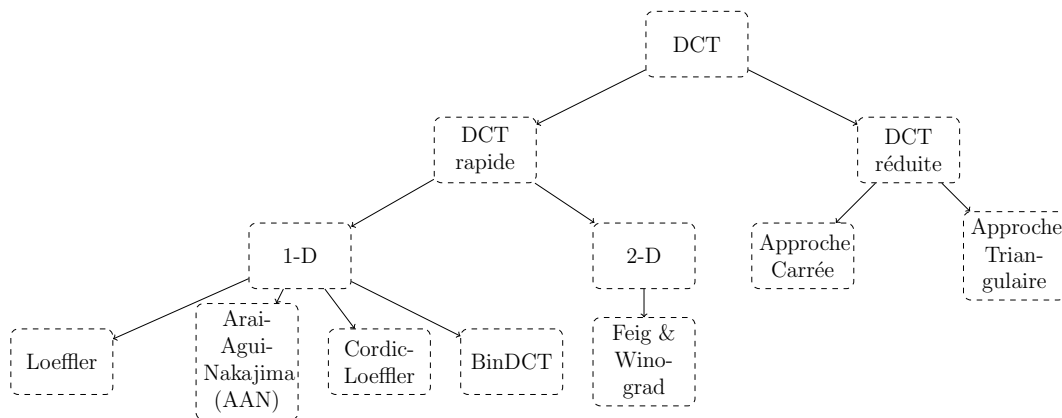 DCT
DCT
rapide
DCT
réduite
1-D
2-D
Approche
Carrée
Approche
Trian-
gulaire
Loeffler
Arai-
Agui-
Nakajima
(AAN)
Cordic-
Loeffler
BinDCT
Feig &
Wino-
grad